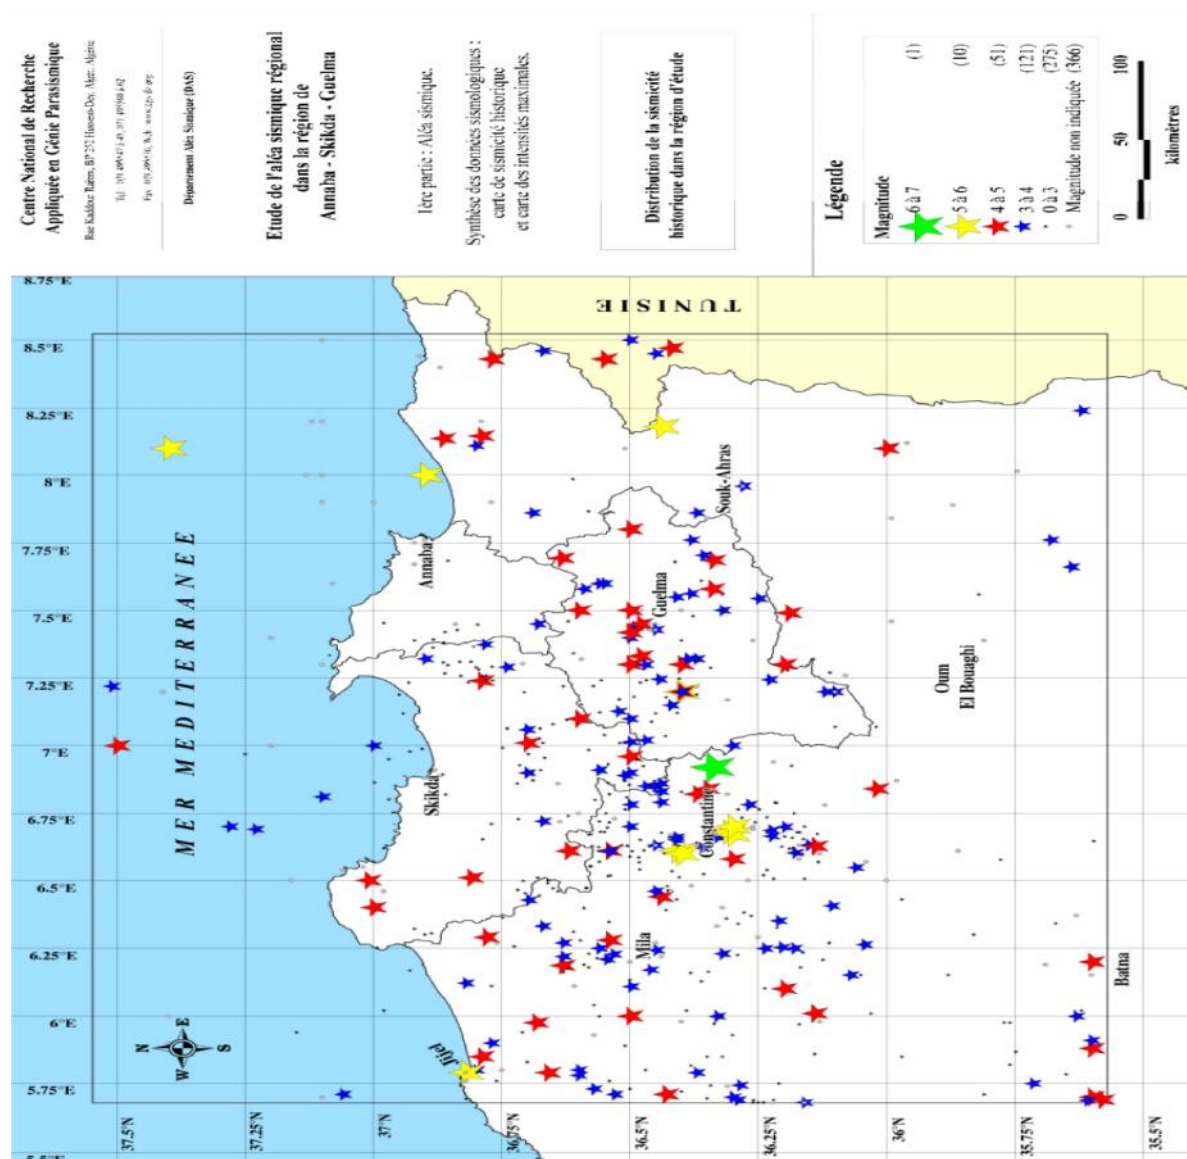 Centre National de Recherche
Appliquée en Génie Parasismique
Département Aléa Sismique (DAS)
Etude de l'aléa sismique régional
dans la région de
Annaba - Skikda - Guelma
1ère partie : Aléa sismique.
Synthèse des données sismologiques :
carte de sismicité historique
et carte des intensités maximales.
Distribution de la sismicité
historique dans la région d'étude
Légende
Magnitude
6 à 7 (1)
5 à 6 (10)
4 à 5 (51)
3 à 4 (121)
0 à 3 (275)
Magnitude non indiquée (366)
0 50 100
kilomètres
8.75°E
8.5°E
8.25°E
8°E
7.75°E
7.5°E
7.25°E
7°E
6.75°E
6.5°E
6.25°E
6°E
5.75°E
5.5°E
37.5°N
37.25°N
37°N
36.75°N
36.5°N
36.25°N
36°N
35.75°N
35.5°N
MER MEDITERRANEE
TUNISIE
Annaba
Souk-Ahras
Guelma
Oum
El Bouaghi
Skikda
Constantine
Mila
Jijel
Batna
N
W E
S